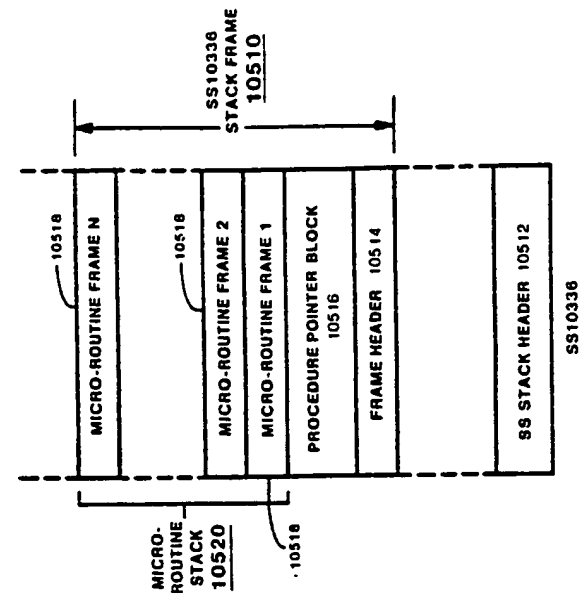 SS10336
STACK FRAME
10510
10518
MICRO-ROUTINE FRAME N
10518
MICRO-ROUTINE FRAME 2
MICRO-ROUTINE FRAME 1
PROCEDURE POINTER BLOCK
10516
FRAME HEADER 10514
SS STACK HEADER 10512
MICRO-
ROUTINE
STACK
10520
10518
SS10336